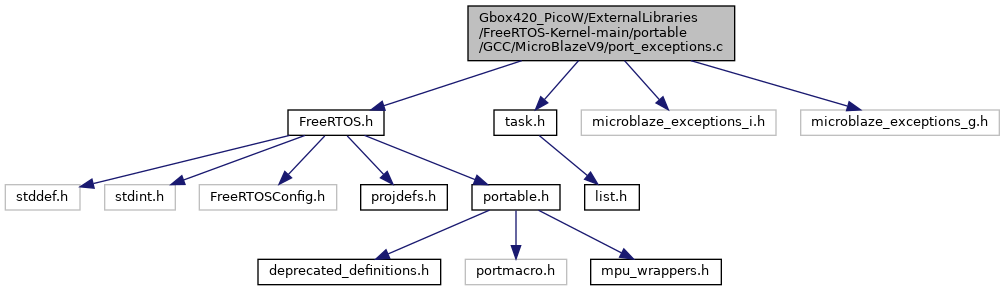 Gbox420_PicoW/ExternalLibraries
/FreeRTOS-Kernel-main/portable
/GCC/MicroBlazeV9/port_exceptions.c
FreeRTOS.h
task.h
microblaze_exceptions_i.h
microblaze_exceptions_g.h
stddef.h
stdint.h
FreeRTOSConfig.h
projdefs.h
portable.h
list.h
deprecated_definitions.h
portmacro.h
mpu_wrappers.h